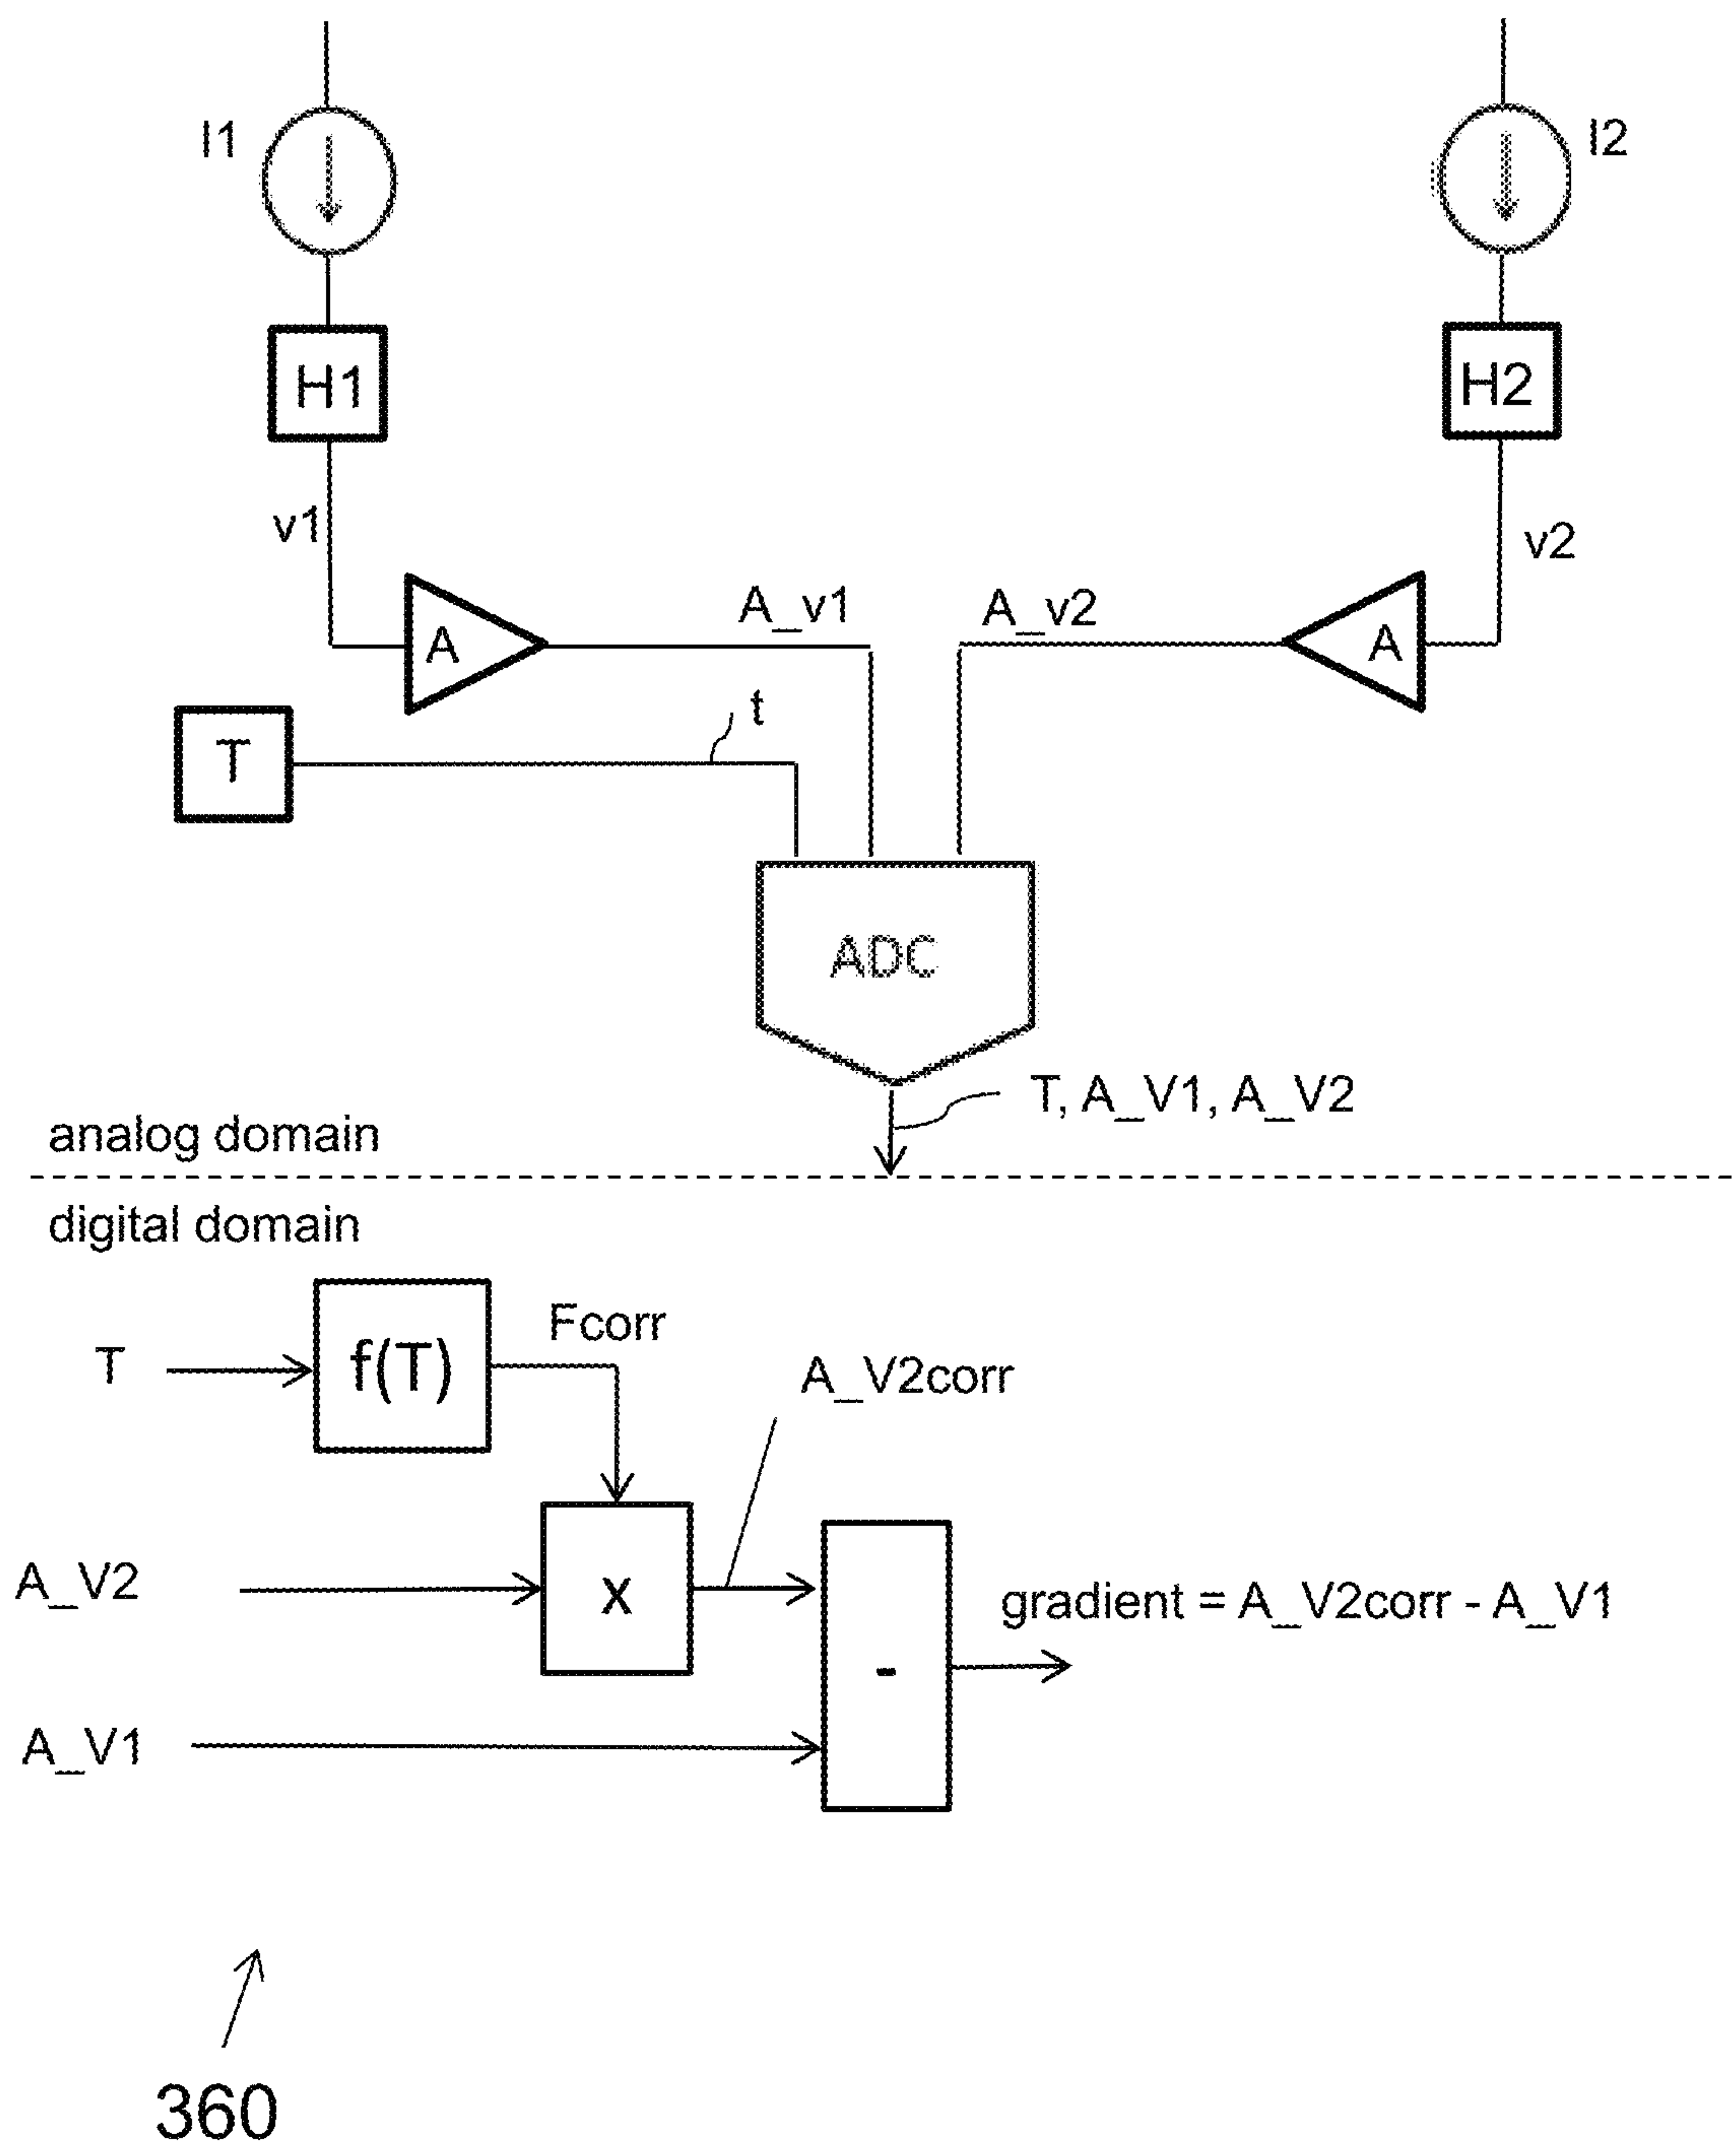 I1
I2
H1
H2
v1
v2
A_v1
A_v2
A
A
t
T
ADC
T, A_V1, A_V2
analog domain
digital domain
Fcorr
T
f(T)
A_V2corr
A_V2
x
gradient = A_V2corr - A_V1
-
A_V1
360